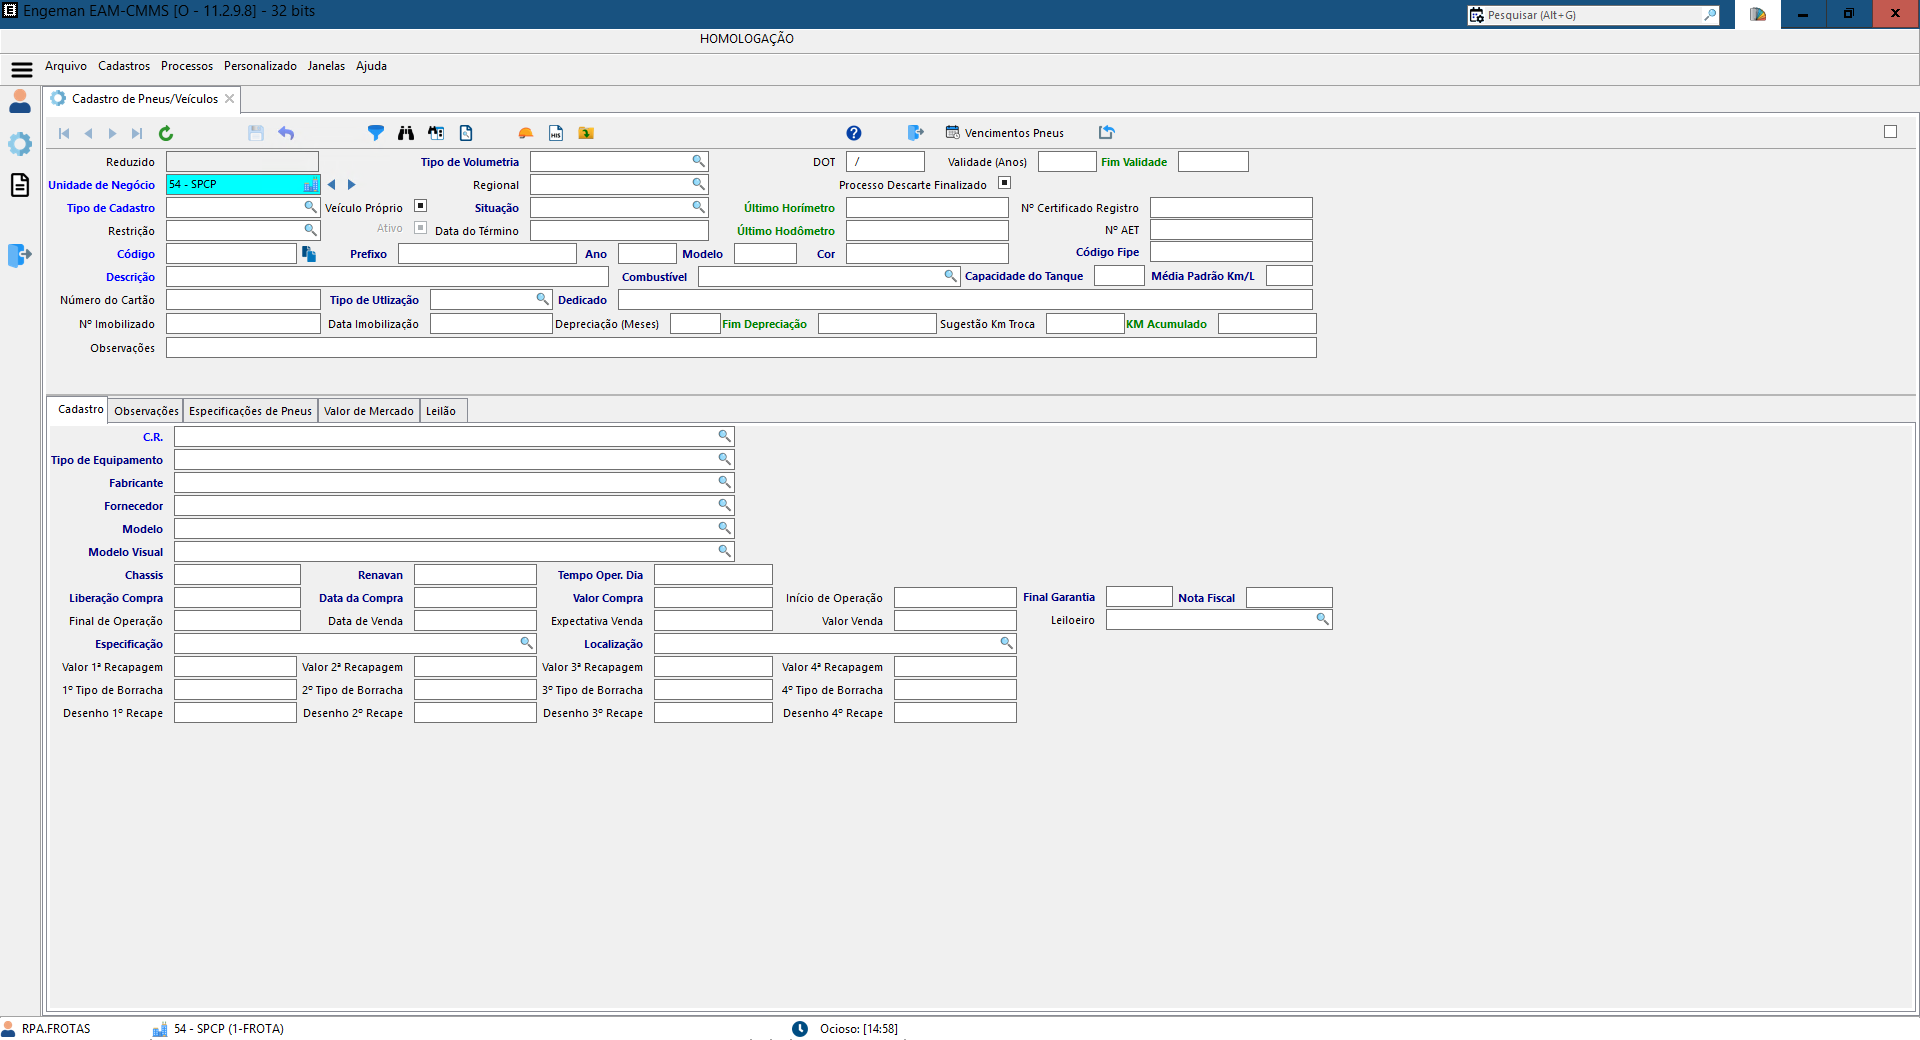 Engeman EAM-CMMS [O - 11.2.9.8] - 32 bits
Pesquisar (Alt+G)
HOMOLOGAÇÃO
Arquivo Cadastros Processos Personalizado Janelas Ajuda
Cadastro de Pneus/Veículos
HIS Vencimentos Pneus
Reduzido Tipo de Volumetria DOT / Validade (Anos) Fim Validade
Unidade de Negócio 54 - SPCP Regional Processo Descarte Finalizado
Tipo de Cadastro Veículo Próprio Situação Último Horímetro Nº Certificado Registro
Restrição Ativo Data do Término Último Hodômetro Nº AET
Código Prefixo Ano Modelo Cor Código Fipe
Descrição Combustível Capacidade do Tanque Média Padrão Km/L
Número do Cartão Tipo de Utlização Dedicado
Nº Imobilizado Data Imobilização Depreciação (Meses) Fim Depreciação Sugestão Km Troca KM Acumulado
Observações
Cadastro Observações Especificações de Pneus Valor de Mercado Leilão
C.R.
Tipo de Equipamento
Fabricante
Fornecedor
Modelo
Modelo Visual
Chassis Renavan Tempo Oper. Dia
Liberação Compra Data da Compra Valor Compra Início de Operação Final Garantia Nota Fiscal
Final de Operação Data de Venda Expectativa Venda Valor Venda Leiloeiro
Especificação Localização
Valor 1ª Recapagem Valor 2ª Recapagem Valor 3ª Recapagem Valor 4ª Recapagem
1º Tipo de Borracha 2º Tipo de Borracha 3º Tipo de Borracha 4º Tipo de Borracha
Desenho 1º Recape Desenho 2º Recape Desenho 3º Recape Desenho 4º Recape
RPA.FROTAS 54 - SPCP (1-FROTA) Ocioso: [14:58]